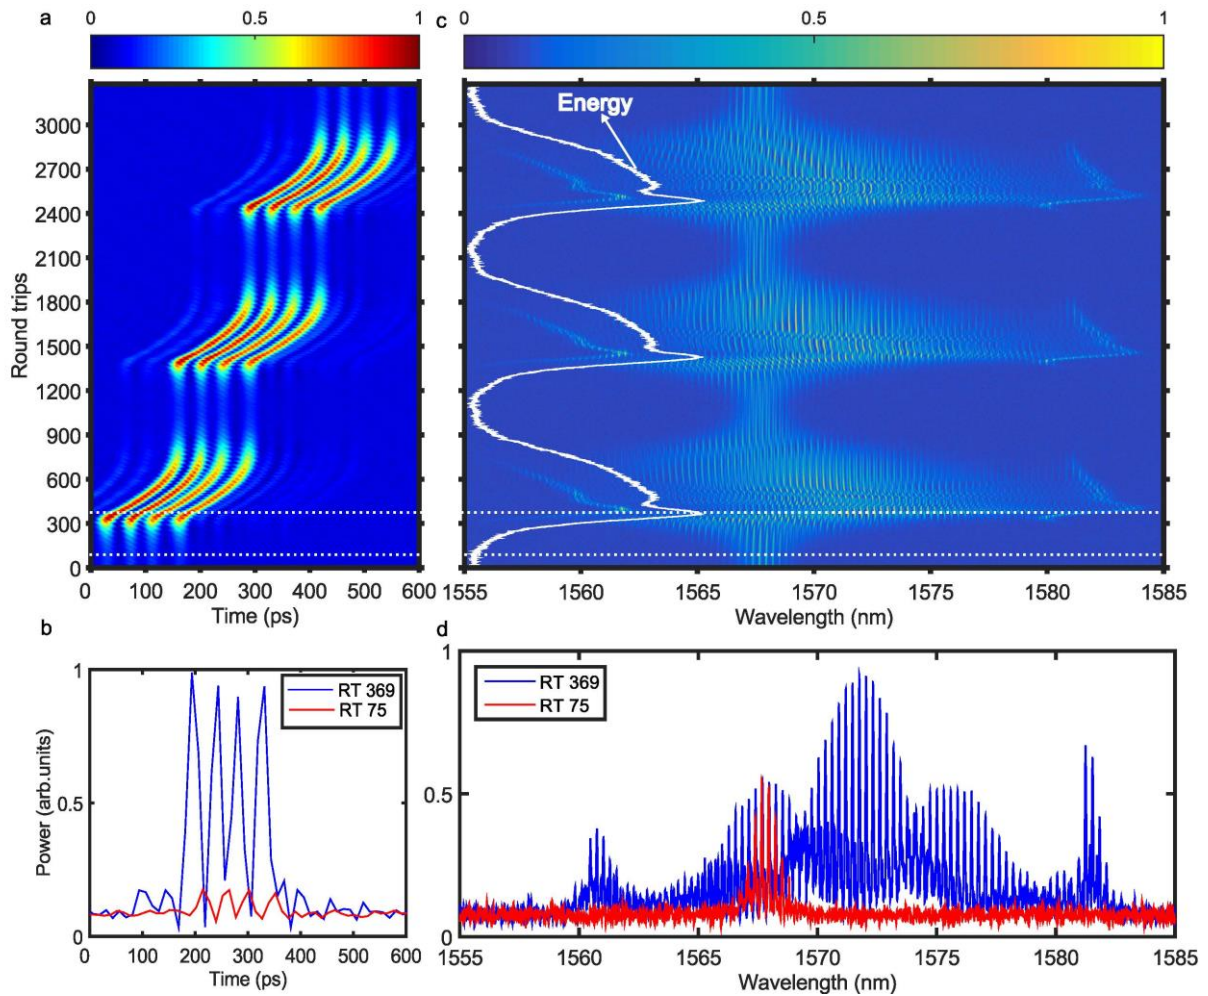 a
0 0.5 1
c
0 0.5 1
Round trips
3000
2700
2400
2100
1800
1500
1200
900
600
300
0
Energy
0 100 200 300 400 500 600
Time (ps)
1555 1560 1565 1570 1575 1580 1585
Wavelength (nm)
b
Power (arb.units)
1
0.5
0
RT 369
RT 75
0 100 200 300 400 500 600
Time (ps)
d
1
0.5
0
RT 369
RT 75
1555 1560 1565 1570 1575 1580 1585
Wavelength (nm)